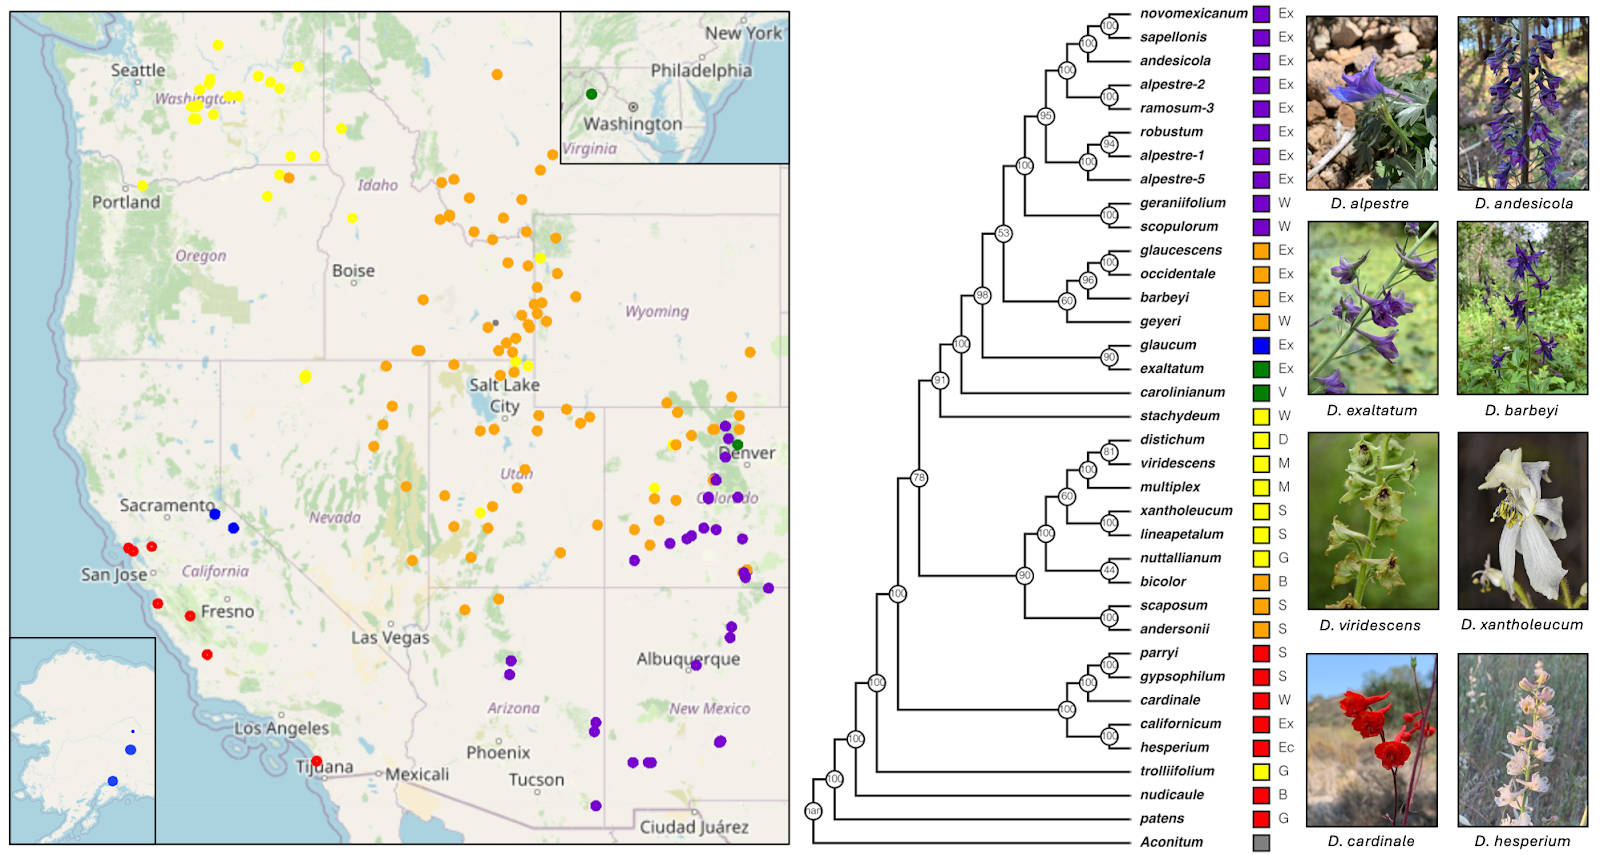 New York
Philadelphia
Washington
Virginia
Seattle
Washington
Portland
Idaho
Oregon
Boise
Wyoming
Salt Lake
City
Denver
Utah
Colorado
Sacramento
Nevada
San Jose
California
Fresno
Las Vegas
Albuquerque
Arizona
New Mexico
Los Angeles
Phoenix
Tijuana
Mexicali
Tucson
Ciudad Juárez
novomexicanum Ex
100
sapellonis Ex
100
andesicola Ex
100
alpestre-2 Ex
100
ramosum-3 Ex
95
robustum Ex
94
alpestre-1 Ex
100
100
alpestre-5 Ex
geraniifolium W
100
scopulorum W
53
glaucescens Ex
100
occidentale Ex
96
barbeyi Ex
98
60
geyeri W
100
glaucum Ex
90
exaltatum Ex
91
carolinianum V
stachydeum W
distichum D
81
viridescens M
100
78
multiplex M
60
xantholeucum S
100
lineapetalum S
100
nuttallianum G
44
90
bicolor B
100
scaposum S
100
andersonii S
parryi S
100
gypsophilum S
100
100
cardinale W
100
californicum Ex
100
hesperium Ec
100
trolliifolium G
100
nudicaule B
nan
patens G
Aconitum
D. alpestre
D. andesicola
D. exaltatum
D. barbeyi
D. viridescens
D. xantholeucum
D. cardinale
D. hesperium